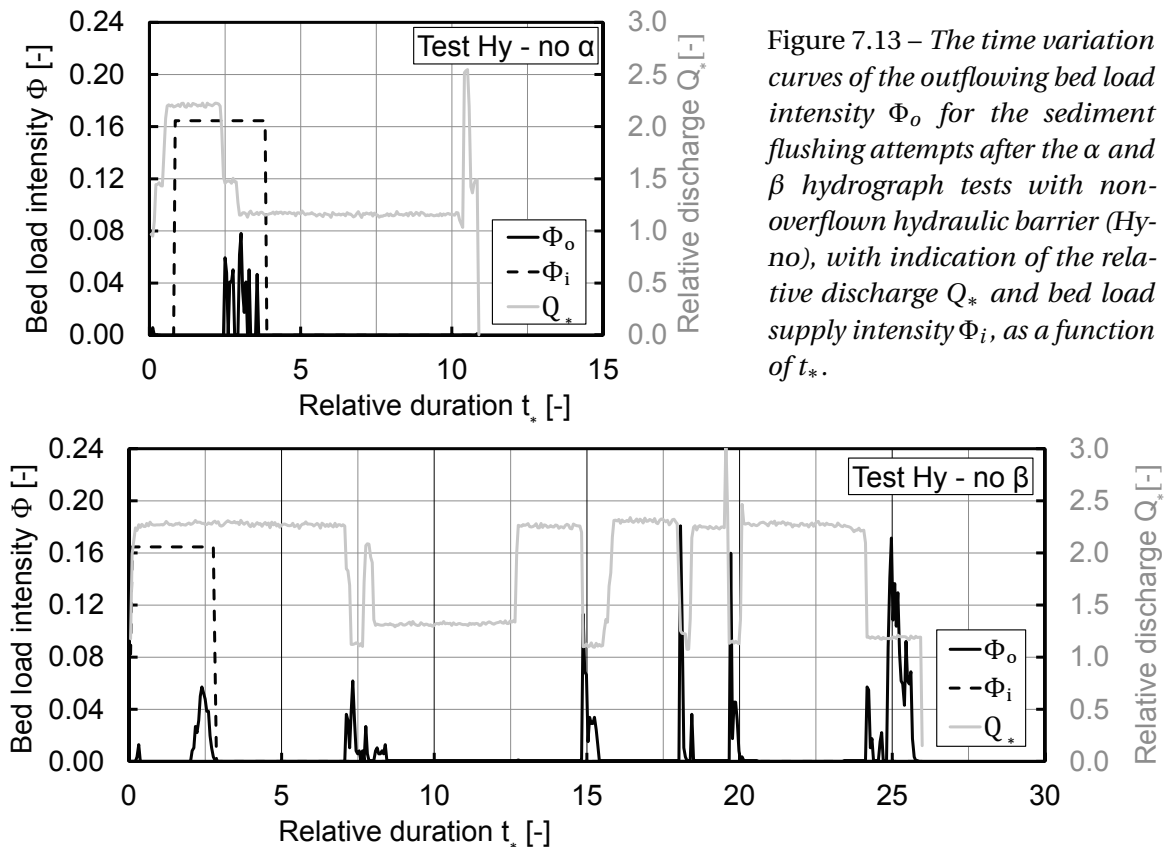 0.24
0.20
0.16
0.12
0.08
0.04
0.00
Bed load intensity Φ [-]
Test Hy - no α
Φo
Φi
Q*
3.0
2.5
2.0
1.5
1.0
0.5
0.0
Relative discharge Q*[-]
0 5 10 15
Relative duration t* [-]
Figure 7.13 – The time variation
curves of the outflowing bed load
intensity Φo for the sediment
flushing attempts after the α and
β hydrograph tests with non-
overflown hydraulic barrier (Hy-
no), with indication of the rela-
tive discharge Q* and bed load
supply intensity Φi, as a function
of t*.
0.24
0.20
0.16
0.12
0.08
0.04
0.00
Bed load intensity Φ [-]
Test Hy - no β
Φo
Φi
Q*
3.0
2.5
2.0
1.5
1.0
0.5
0.0
Relative discharge Q*[-]
0 5 10 15 20 25 30
Relative duration t* [-]